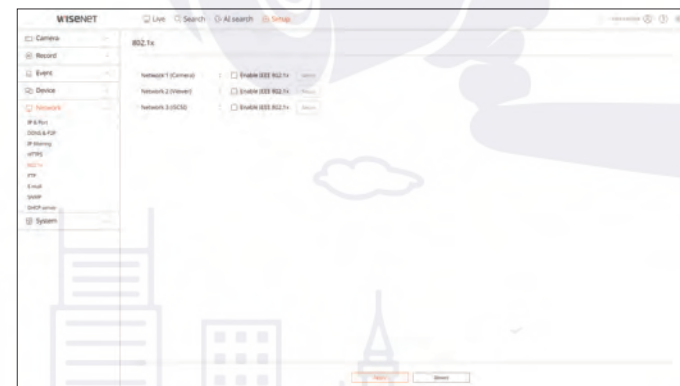 WISENET
Live Search AI search Setup
Camera
Record
Event
Device
Network
IP & Port
DDNS & P2P
IP filtering
HTTPS
802.1x
FTP
E-mail
SNMP
DHCP server
System
802.1x
Network 1 (Camera) : Enable IEEE 802.1x
Network 2 (Viewer) : Enable IEEE 802.1x
Network 3 (iSCSI) : Enable IEEE 802.1x